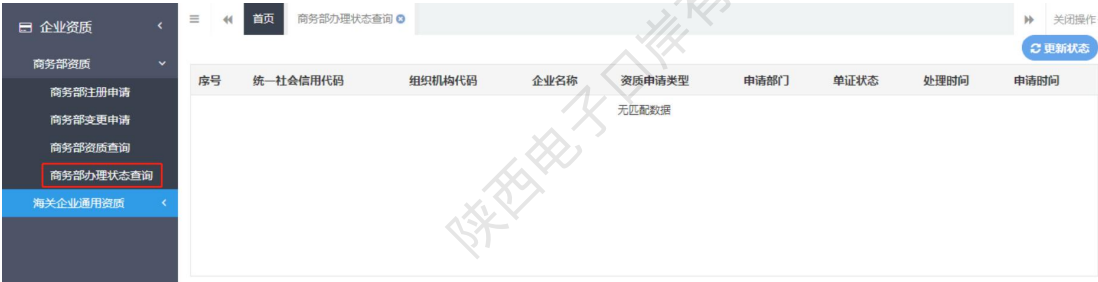 企业资质
首页 商务部办理状态查询 关闭操作
更新状态
商务部资质
商务部注册申请
商务部变更申请
商务部资质查询
商务部办理状态查询
海关企业通用资质
序号 统一社会信用代码 组织机构代码 企业名称 资质申请类型 申请部门 单证状态 处理时间 申请时间
无匹配数据
陕西电子口岸有